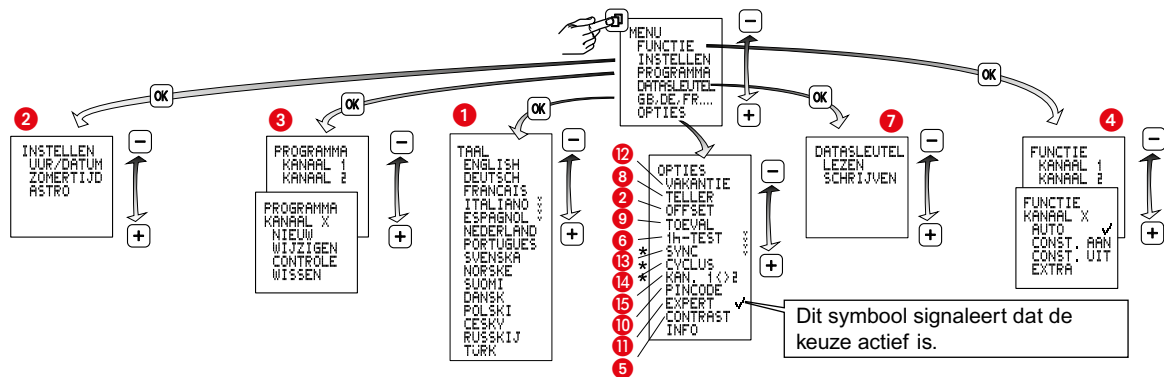 MENU
FUNCTIE
INSTELLEN
PROGRAMMA
DATASLEUTEL
GB,DE,FR....
OPTIES
−
+
OK
OK
OK
OK
2
INSTELLEN
UUR/DATUM
ZOMERTIJD
ASTRO
−
+
3
PROGRAMMA
KANAAL 1
KANAAL 2
PROGRAMMA
KANAAL X
NIEUW
WIJZIGEN
CONTROLE
WISSEN
−
+
1
TAAL
ENGLISH
DEUTSCH
FRANCAIS
ITALIANO
ESPAGNOL
NEDERLAND
PORTUGUES
SVENSKA
NORSKE
SUOMI
DANSK
POLSKI
CESKY
RUSSKIJ
TURK
−
+
OPTIES
12 VAKANTIE
8 TELLER
2 OFFSET
9 TOEVAL
6 1h-TEST
* SYNC
13 * CYCLUS
14 * KAN. 1<>2
15 PINCODE
10 EXPERT ✓
11 CONTRAST
5 INFO
−
+
Dit symbool signaleert dat de
keuze actief is.
7
DATASLEUTEL
LEZEN
SCHRIJVEN
−
+
4
FUNCTIE
KANAAL 1
KANAAL 2
FUNCTIE
KANAAL X
AUTO ✓
CONST. AAN
CONST. UIT
EXTRA
−
+